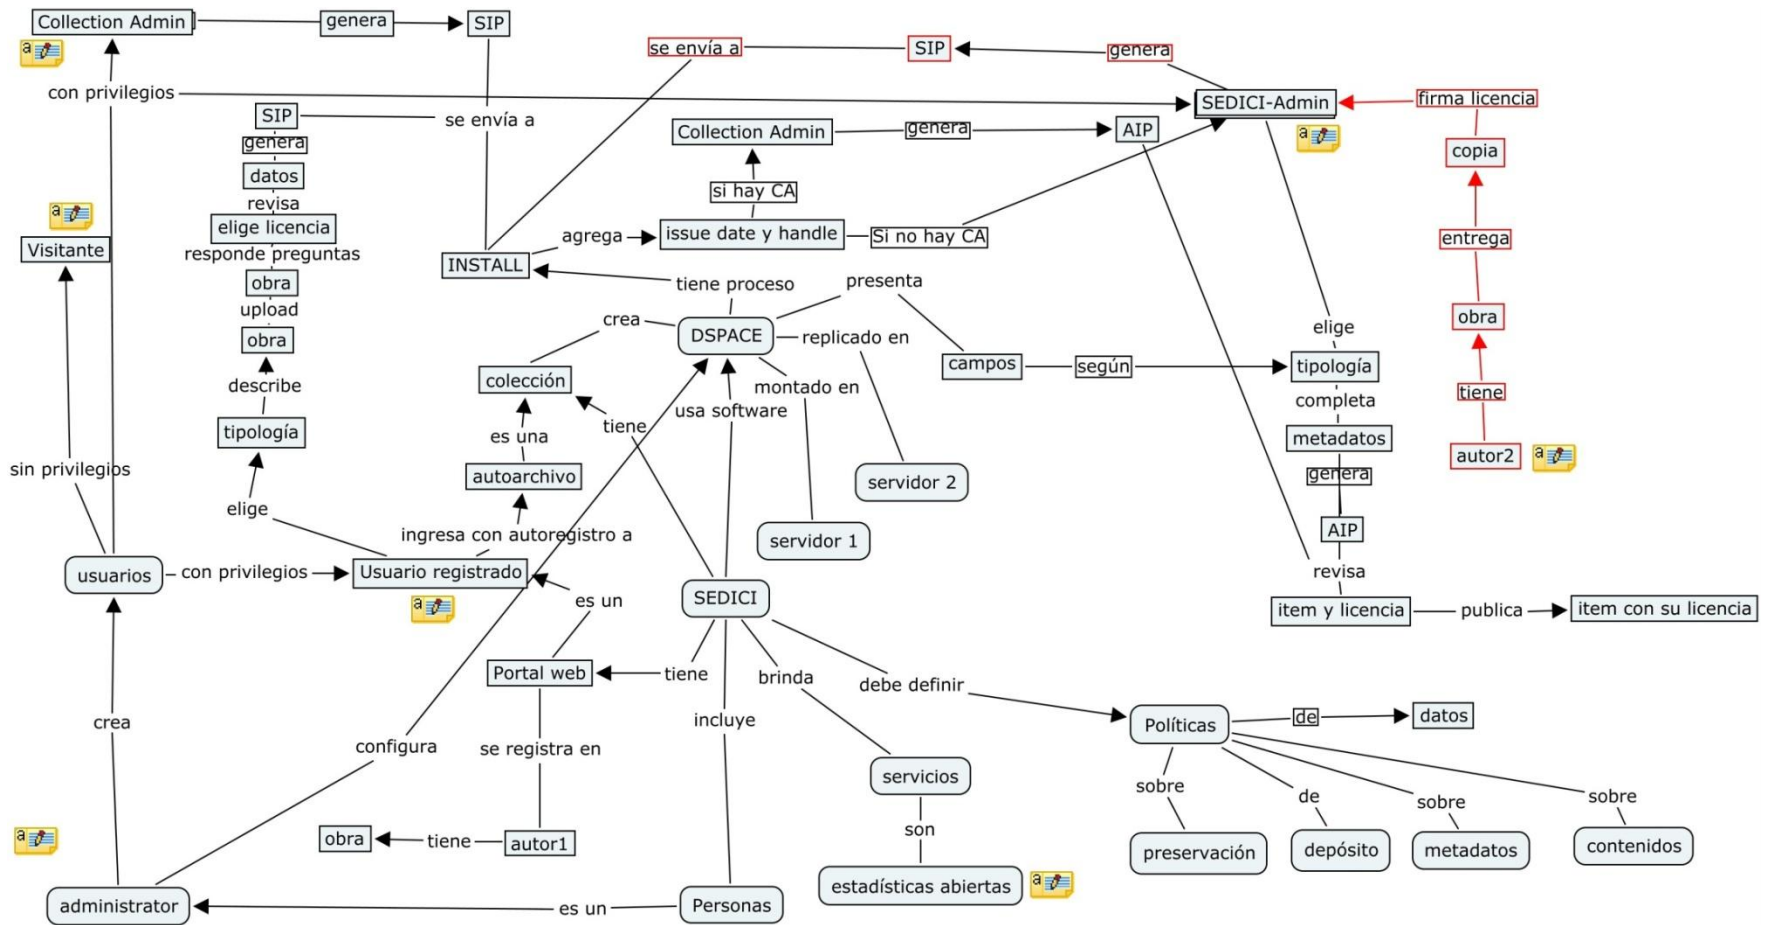 Collection Admin
genera
SIP
se envía a
SIP
genera
con privilegios
SEDICI-Admin
firma licencia
SIP
se envía a
Collection Admin
genera
AIP
genera
copia
datos
si hay CA
revisa
elige licencia
agrega
issue date y handle
Si no hay CA
entrega
Visitante
responde preguntas
INSTALL
obra
tiene proceso
presenta
upload
crea
DSPACE
replicado en
elige
obra
obra
campos
según
tipología
colección
montado en
describe
completa
tiene
usa software
tiene
tipología
es una
metadatos
autor2
sin privilegios
autoarchivo
servidor 2
genera
elige
ingresa con autoregistro a
AIP
servidor 1
usuarios
con privilegios
Usuario registrado
revisa
es un
SEDICI
item y licencia
publica
item con su licencia
Portal web
tiene
brinda
debe definir
crea
incluye
Políticas
de
datos
configura
se registra en
servicios
sobre
de
sobre
sobre
obra
tiene
autor1
son
preservación
depósito
metadatos
contenidos
estadísticas abiertas
administrator
es un
Personas
a
a
a
a
a
a
a